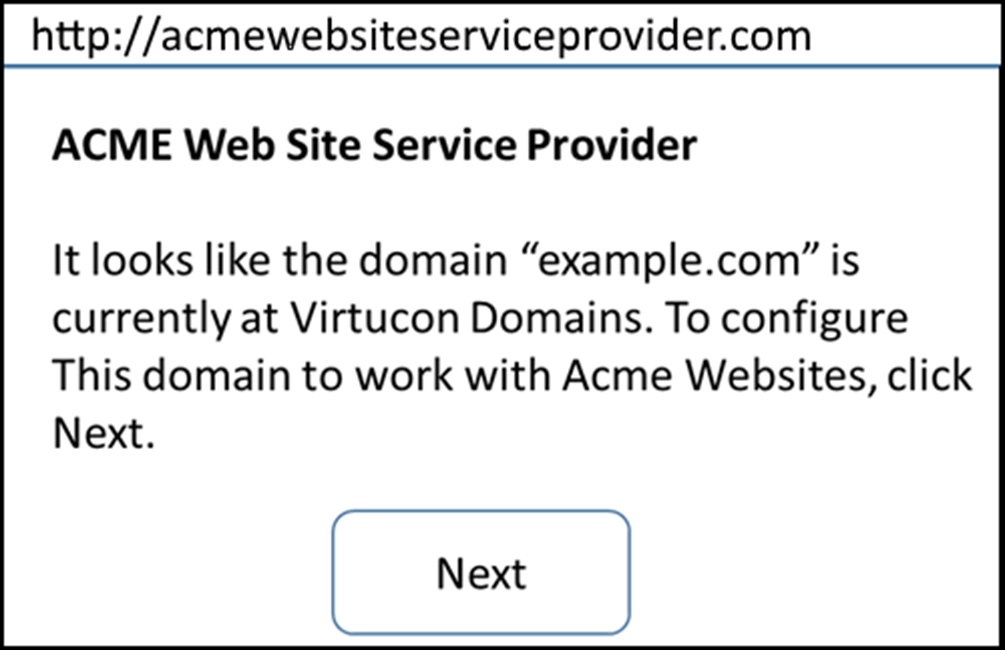 http://acmewebsiteserviceprovider.com
ACME Web Site Service Provider
It looks like the domain “example.com” is
currently at Virtucon Domains. To configure
This domain to work with Acme Websites, click
Next.
Next